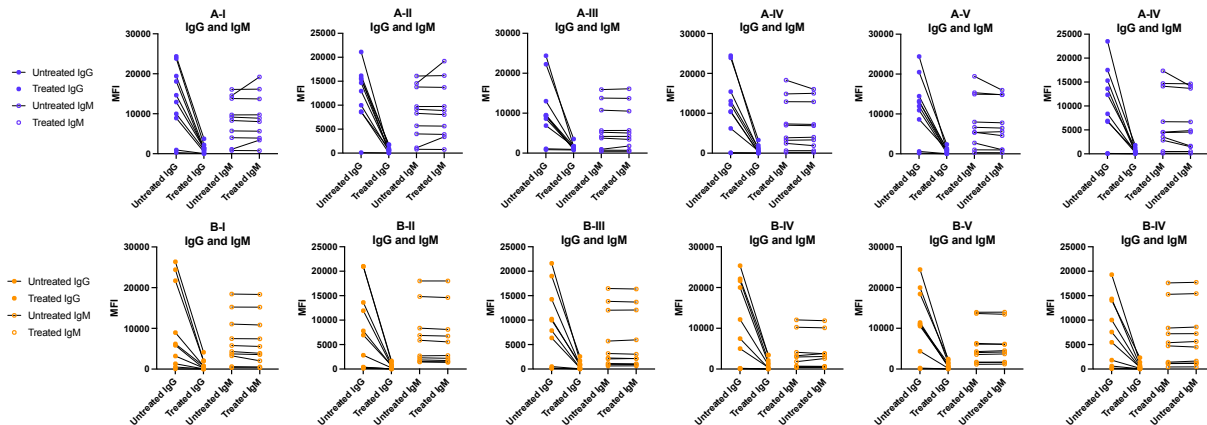 A-I
IgG and IgM
A-II
IgG and IgM
A-III
IgG and IgM
A-IV
IgG and IgM
A-V
IgG and IgM
A-IV
IgG and IgM
Untreated IgG
Treated IgG
Untreated IgM
Treated IgM
MFI
30000
20000
10000
0
Untreated IgG
Treated IgG
Untreated IgM
Treated IgM
MFI
25000
20000
15000
10000
5000
0
Untreated IgG
Treated IgG
Untreated IgM
Treated IgM
MFI
30000
20000
10000
0
Untreated IgG
Treated IgG
Untreated IgM
Treated IgM
MFI
30000
20000
10000
0
Untreated IgG
Treated IgG
Treated IgM
Untreated IgM
MFI
30000
20000
10000
0
Untreated IgG
Treated IgG
Treated IgM
Untreated IgM
MFI
25000
20000
15000
10000
5000
0
Untreated IgG
Treated IgG
Treated IgM
Untreated IgM
B-I
IgG and IgM
B-II
IgG and IgM
B-III
IgG and IgM
B-IV
IgG and IgM
B-V
IgG and IgM
B-IV
IgG and IgM
Untreated IgG
Treated IgG
Untreated IgM
Treated IgM
MFI
30000
20000
10000
0
Untreated IgG
Treated IgG
Untreated IgM
Treated IgM
MFI
25000
20000
15000
10000
5000
0
Untreated IgG
Treated IgG
Untreated IgM
Treated IgM
MFI
25000
20000
15000
10000
5000
0
Untreated IgG
Treated IgG
Untreated IgM
Treated IgM
MFI
30000
20000
10000
0
Untreated IgG
Treated IgG
Treated IgM
Untreated IgM
MFI
30000
20000
10000
0
Untreated IgG
Treated IgG
Treated IgM
Untreated IgM
MFI
25000
20000
15000
10000
5000
0
Untreated IgG
Treated IgG
Treated IgM
Untreated IgM